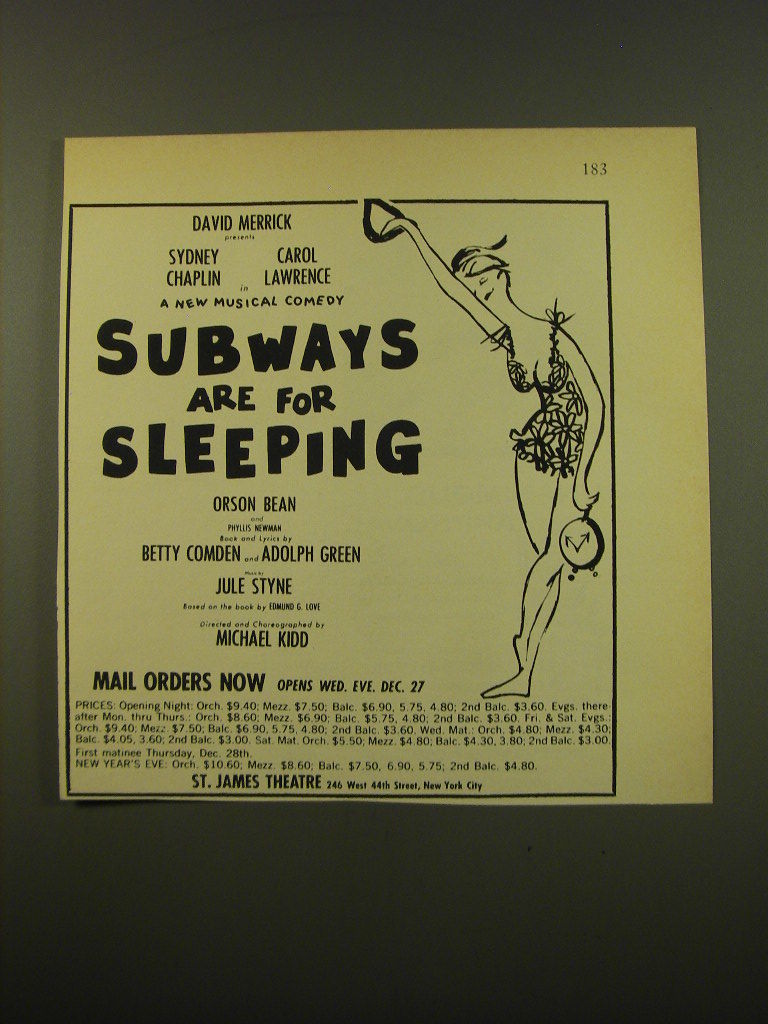 183
DAVID MERRICK
presents
SYDNEY CAROL
CHAPLIN LAWRENCE
in
A NEW MUSICAL COMEDY
SUBWAYS
ARE FOR
SLEEPING
ORSON BEAN
and
PHYLLIS NEWMAN
Book and Lyrics by
BETTY COMDEN and ADOLPH GREEN
Music by
JULE STYNE
Based on the book by EDMUND G. LOVE
Directed and Choreographed by
MICHAEL KIDD
MAIL ORDERS NOW OPENS WED. EVE. DEC. 27
PRICES: Opening Night: Orch. $9.40; Mezz. $7.50; Balc. $6.90, 5.75, 4.80; 2nd Balc. $3.60. Evgs. there-
after Mon. thru Thurs.: Orch. $8.60; Mezz. $6.90; Balc. $5.75, 4.80; 2nd Balc. $3.60. Fri. & Sat. Evgs.:
Orch. $9.40; Mezz. $7.50; Balc. $6.90, 5.75, 4.80; 2nd Balc. $3.60. Wed. Mat.: Orch. $4.80; Mezz. $4.30;
Balc. $4.05, 3.60; 2nd Balc. $3.00. Sat. Mat. Orch. $5.50; Mezz. $4.80; Balc. $4.30, 3.80; 2nd Balc. $3.00.
First matinee Thursday, Dec. 28th.
NEW YEAR'S EVE: Orch. $10.60; Mezz. $8.60; Balc. $7.50, 6.90, 5.75; 2nd Balc. $4.80.
ST. JAMES THEATRE 246 West 44th Street, New York City